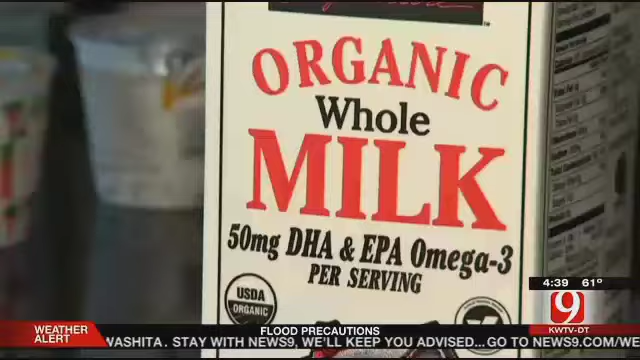 ORGANIC
Whole
MILK
50mg DHA & EPA Omega-3
PER SERVING
USDA
ORGANIC
4:39 61°
9
KWTV-DT
WEATHER
ALERT
FLOOD PRECAUTIONS
WASHITA. STAY WITH NEWS9, WE'LL KEEP YOU ADVISED...GO TO NEWS9.COM/WE